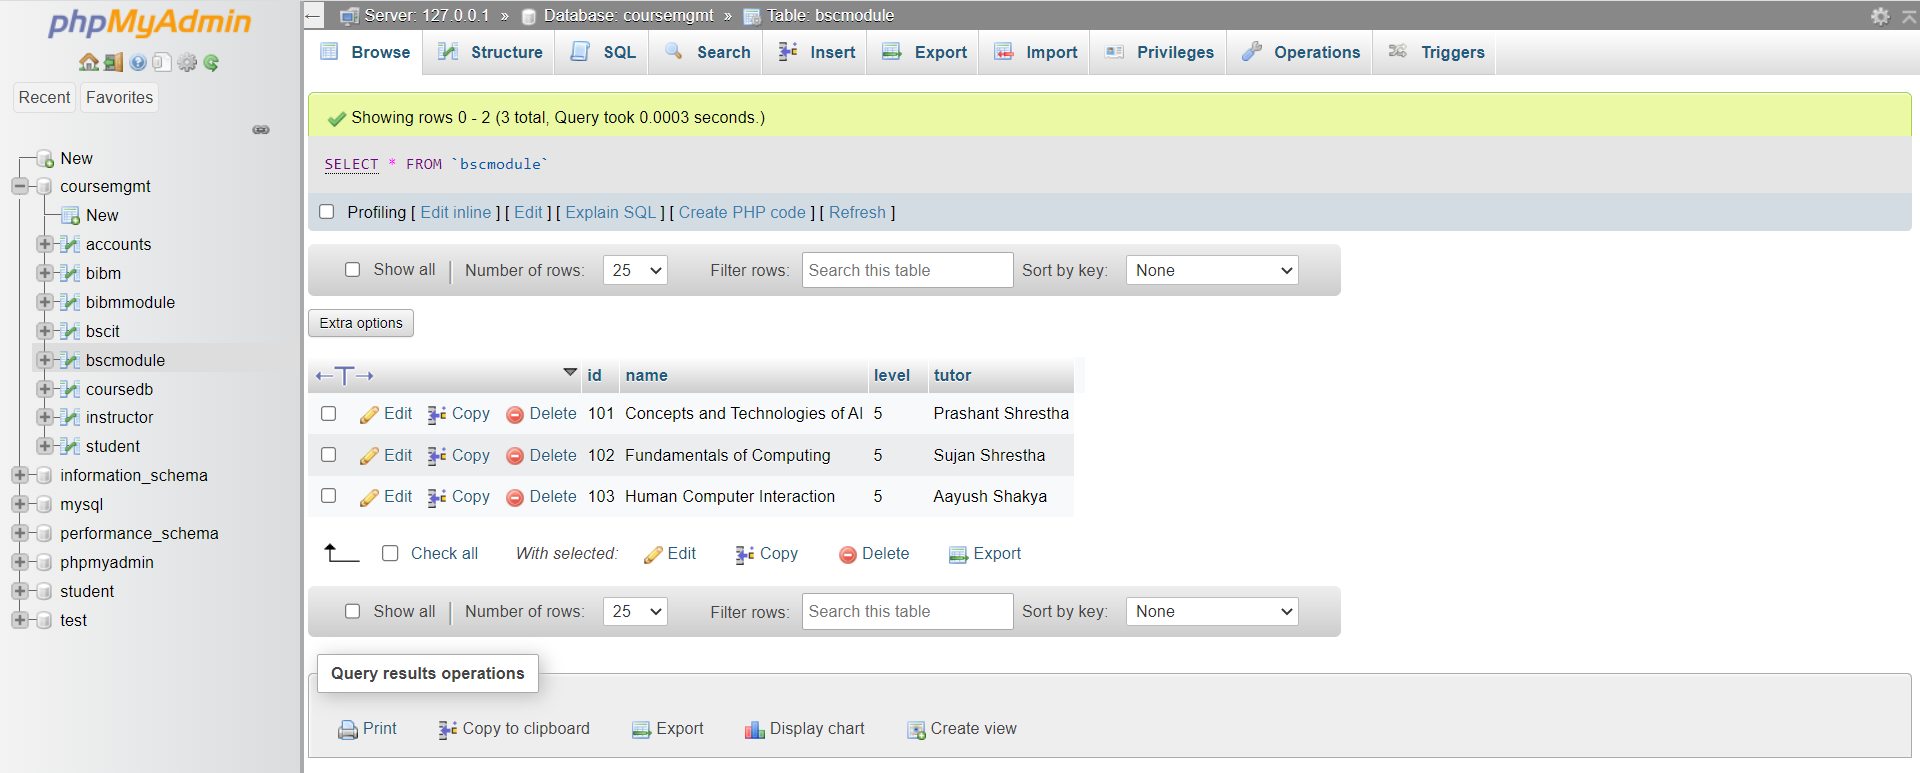 phpMyAdmin
Recent Favorites
New
coursemgmt
New
accounts
bibm
bibmmodule
bscit
bscmodule
coursedb
instructor
student
information_schema
mysql
performance_schema
phpmyadmin
student
test
Server: 127.0.0.1 » Database: coursemgmt » Table: bscmodule
Browse Structure SQL Search Insert Export Import Privileges Operations Triggers
Showing rows 0 - 2 (3 total, Query took 0.0003 seconds.)
SELECT * FROM `bscmodule`
Profiling [ Edit inline ] [ Edit ] [ Explain SQL ] [ Create PHP code ] [ Refresh ]
Show all Number of rows: 25 Filter rows: Search this table Sort by key: None
Extra options
id name level tutor
Edit Copy Delete 101 Concepts and Technologies of AI 5 Prashant Shrestha
Edit Copy Delete 102 Fundamentals of Computing 5 Sujan Shrestha
Edit Copy Delete 103 Human Computer Interaction 5 Aayush Shakya
Check all With selected: Edit Copy Delete Export
Show all Number of rows: 25 Filter rows: Search this table Sort by key: None
Query results operations
Print Copy to clipboard Export Display chart Create view